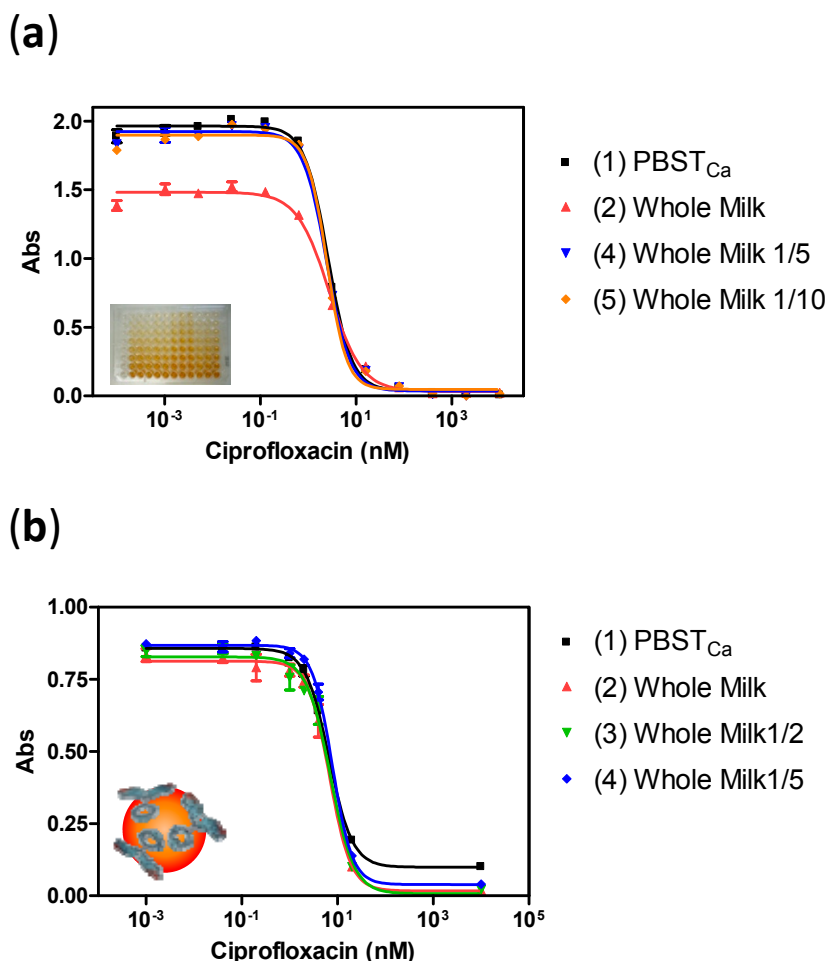 (a)
2.0
1.5
1.0
0.5
0.0
Abs
10⁻³ 10⁻¹ 10¹ 10³
Ciprofloxacin (nM)
(1) PBSTCa
(2) Whole Milk
(4) Whole Milk 1/5
(5) Whole Milk 1/10
(b)
1.00
0.75
0.50
0.25
0.00
Abs
10⁻³ 10⁻¹ 10¹ 10³ 10⁵
Ciprofloxacin (nM)
(1) PBSTCa
(2) Whole Milk
(3) Whole Milk1/2
(4) Whole Milk1/5